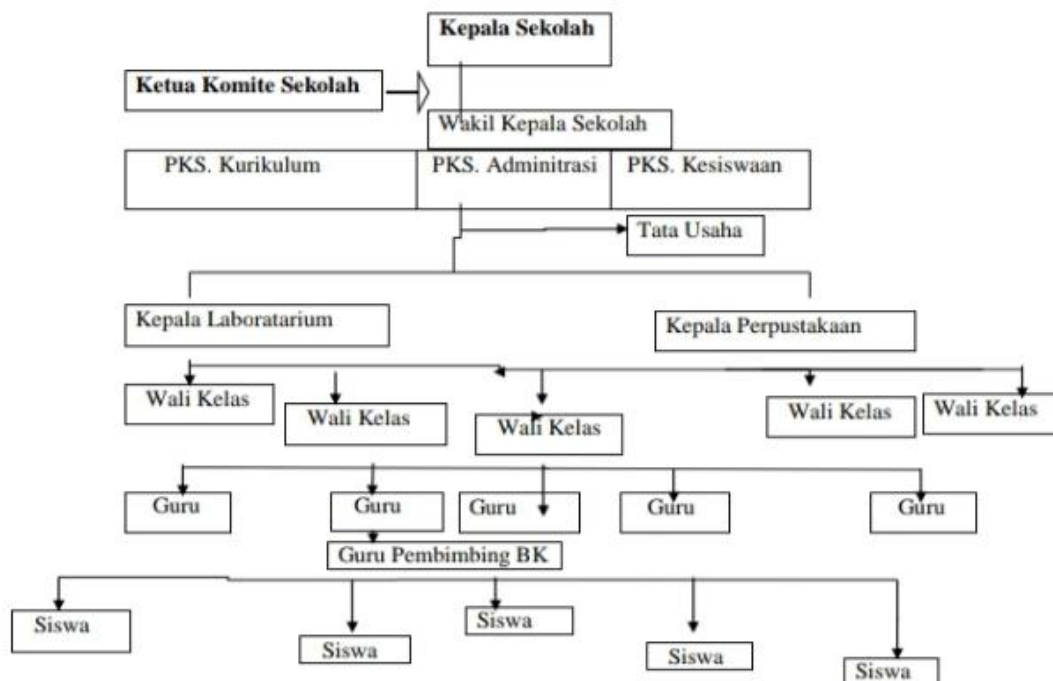 Kepala Sekolah
Ketua Komite Sekolah
Wakil Kepala Sekolah
PKS. Kurikulum PKS. Adminitrasi PKS. Kesiswaan
Tata Usaha
Kepala Laboratarium
Kepala Perpustakaan
Wali Kelas Wali Kelas Wali Kelas Wali Kelas Wali Kelas
Guru Guru Guru Guru Guru
Guru Pembimbing BK
Siswa Siswa Siswa Siswa Siswa